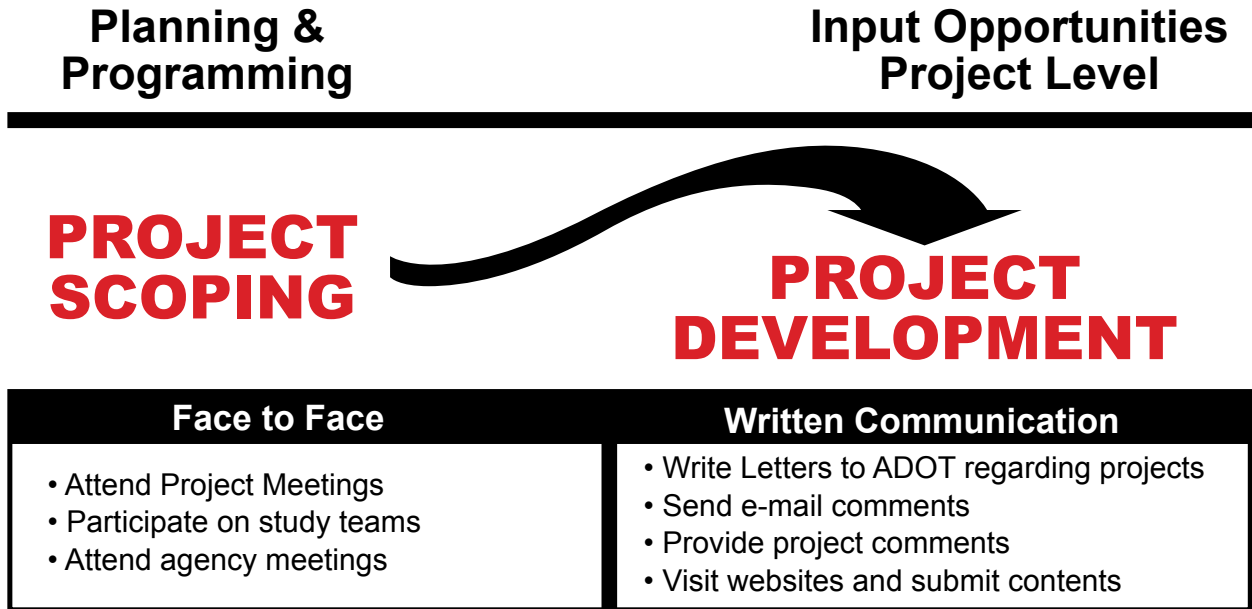 Planning &
Programming
Input Opportunities
Project Level
PROJECT
SCOPING
PROJECT
DEVELOPMENT
Face to Face
• Attend Project Meetings
• Participate on study teams
• Attend agency meetings
Written Communication
• Write Letters to ADOT regarding projects
• Send e-mail comments
• Provide project comments
• Visit websites and submit contents